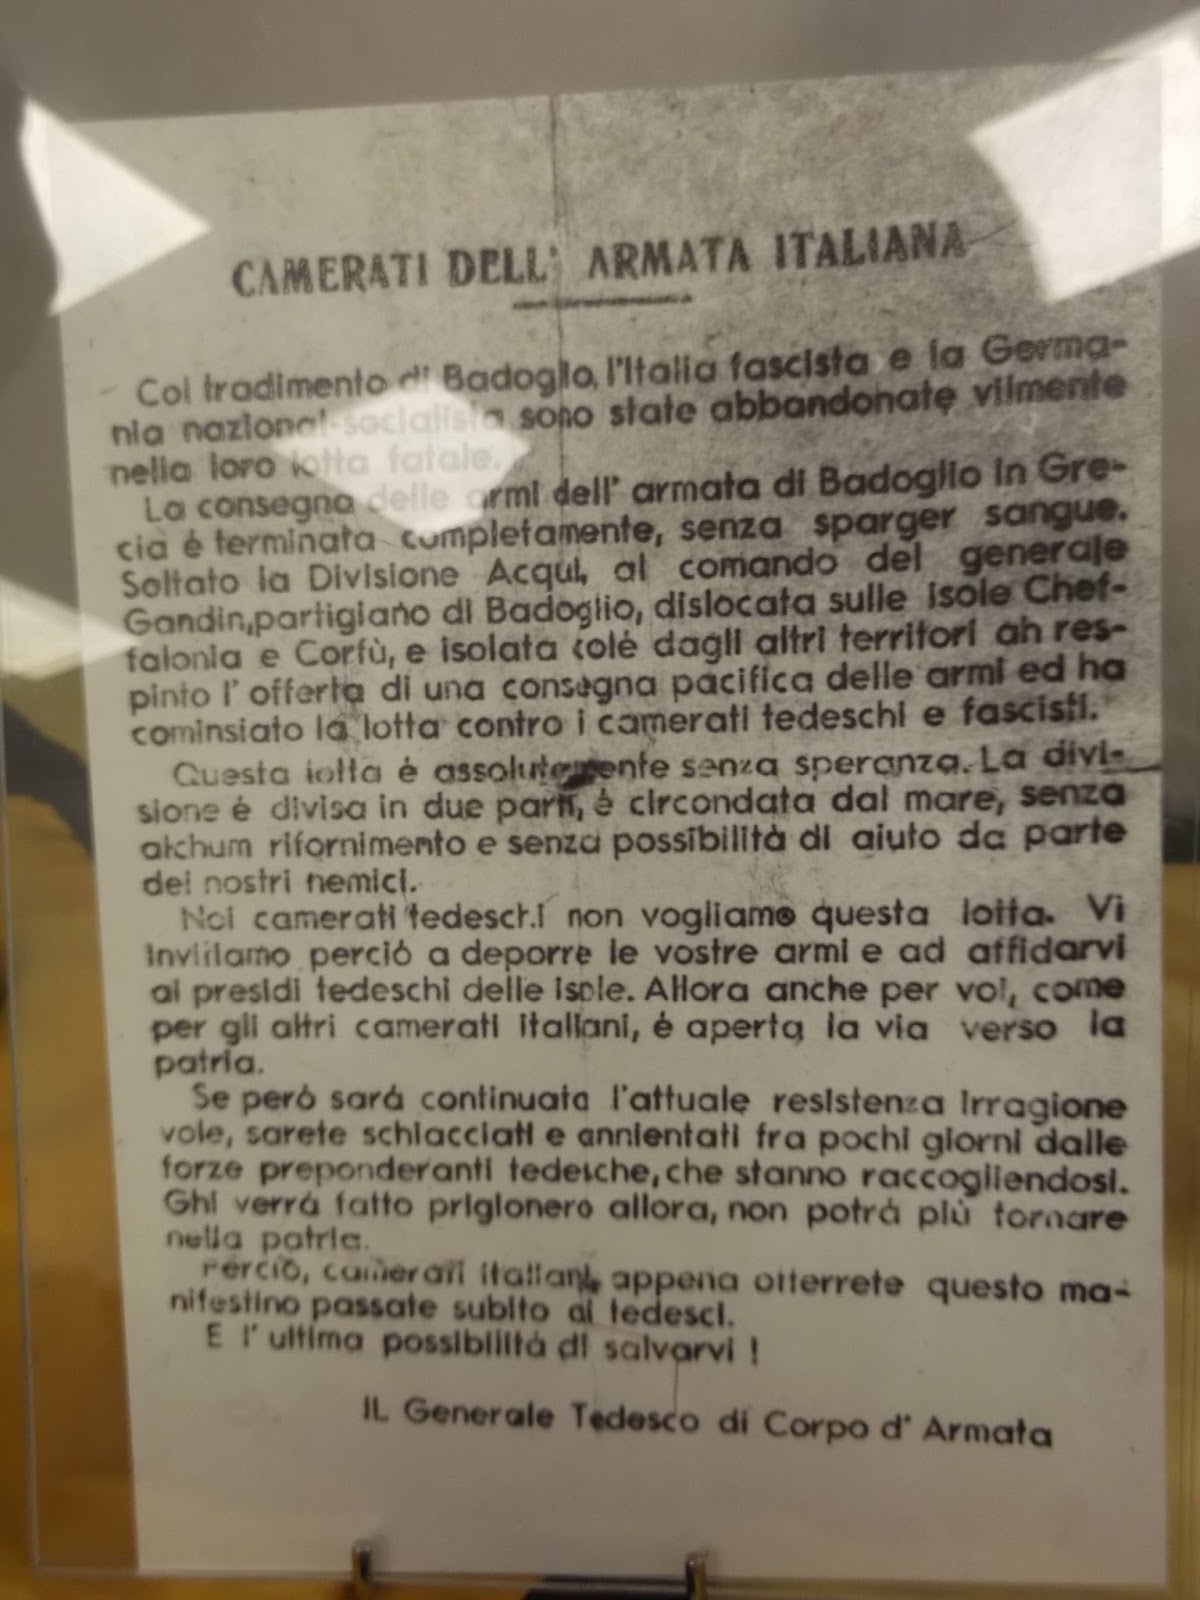 CAMERATI DELL' ARMATA ITALIANA
Col tradimento di Badoglio, l'Italia fascista e la Germa-
nia nazional-socialista sono state abbandonate vilmente
nella loro lotta fatale.
La consegna delle armi dell' armata di Badoglio in Gre-
cia é terminata completamente, senza sparger sangue.
Soltato la Divisione Acqui, al comando del generale
Gandin,partigiano di Badoglio, dislocata sulle isole Chef-
falonia e Corfù, e isolata colé dagli altri territori ah res-
pinto l' offerta di una consegna pacifica delle armi ed ha
cominsiato la lotta contro i camerati tedeschi e fascisti.
Questa lotta é assolutemente senza speranza. La divi-
sione é divisa in due parti, é circondata dal mare, senza
alchum rifornimento e senza possibilitá di aiuto da parte
dei nostri nemici.
Noi camerati tedeschi non vogliamo questa lotta. Vi
invitiamo perció a deporre le vostre armi e ad affidarvi
ai presidi tedeschi delle isole. Allora anche per voi, come
per gli altri camerati italiani, é aperta la via verso la
patria.
Se peró sará continuata l'attuale resistenza irragione
vole, sarete schiacciati e annientati fra pochi giorni dalle
forze preponderanti tedesche, che stanno raccogliendosi.
Ghi verrá fatto prigionero allora, non potrá piú tornare
nella patria.
Perció, camerati italiani, appena otterrete questo ma-
nifestino passate subito ai tedesci.
E l' ultima possibilitá di salvarvi !
IL Generale Tedesco di Corpo d' Armata